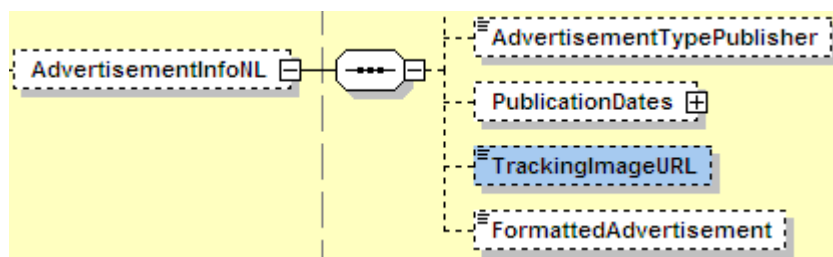 AdvertisementTypePublisher
AdvertisementInfoNL
PublicationDates
TrackingImageURL
FormattedAdvertisement